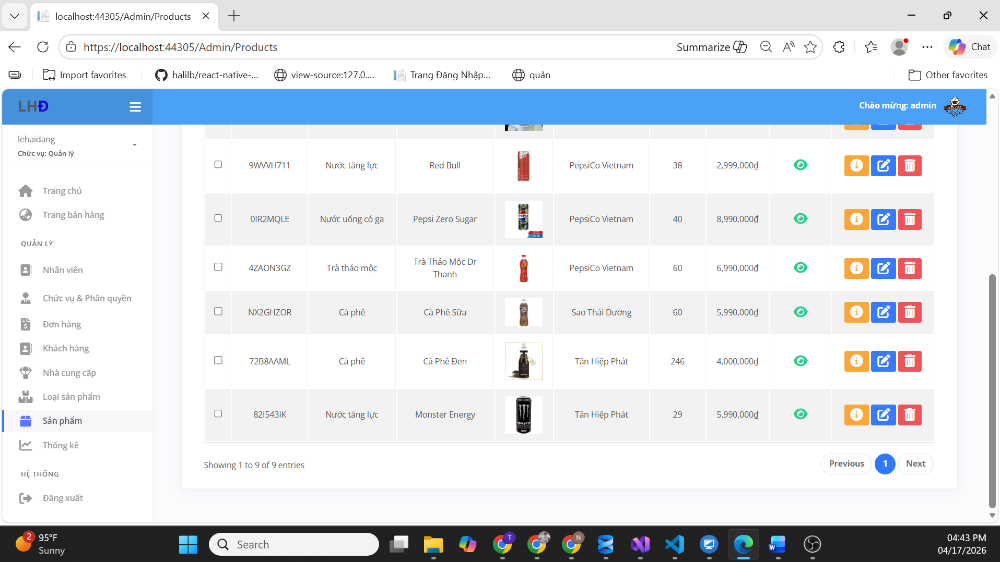 localhost:44305/Admin/Products
https://localhost:44305/Admin/Products
Summarize
Chat
Import favorites
halilb/react-native-...
view-source:127.0....
Trang Đăng Nhập...
quản
Other favorites
LHĐ
Chào mừng: admin
lehaidang
Chức vụ: Quản lý
Trang chủ
Trang bán hàng
QUẢN LÝ
Nhân viên
Chức vụ & Phân quyền
Đơn hàng
Khách hàng
Nhà cung cấp
Loại sản phẩm
Sản phẩm
Thống kê
HỆ THỐNG
Đăng xuất
9WVVH711 Nước tăng lực Red Bull PepsiCo Vietnam 38 2,999,000₫
0IR2MQLE Nước uống có ga Pepsi Zero Sugar PepsiCo Vietnam 40 8,990,000₫
4ZAON3GZ Trà thảo mộc Trà Thảo Mộc Dr Thanh PepsiCo Vietnam 60 6,990,000₫
NX2GHZOR Cà phê Cà Phê Sữa Sao Thái Dương 60 5,990,000₫
72B8AAML Cà phê Cà Phê Đen Tân Hiệp Phát 246 4,000,000₫
82I543IK Nước tăng lực Monster Energy Tân Hiệp Phát 29 5,990,000₫
Showing 1 to 9 of 9 entries
Previous 1 Next
2
95°F
Sunny
Search
T
N
04:43 PM
04/17/2026